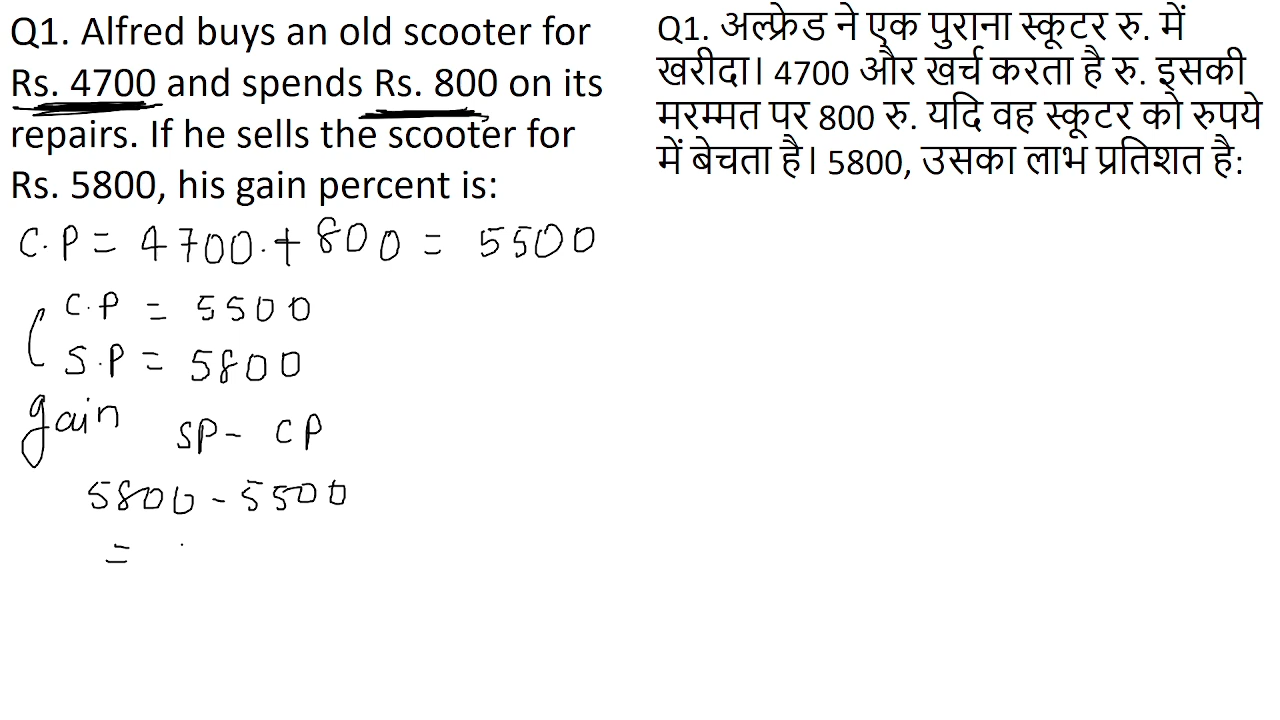 Q1. Alfred buys an old scooter for
Rs. 4700 and spends Rs. 800 on its
repairs. If he sells the scooter for
Rs. 5800, his gain percent is:
C.P = 4700.+ 800 = 5500
C.P = 5500
S.P = 5800
gain SP - CP
5800 - 5500
=
Q1. अल्फ्रेड ने एक पुराना स्कूटर रु. में
खरीदा। 4700 और खर्च करता है रु. इसकी
मरम्मत पर 800 रु. यदि वह स्कूटर को रुपये
में बेचता है। 5800, उसका लाभ प्रतिशत है: